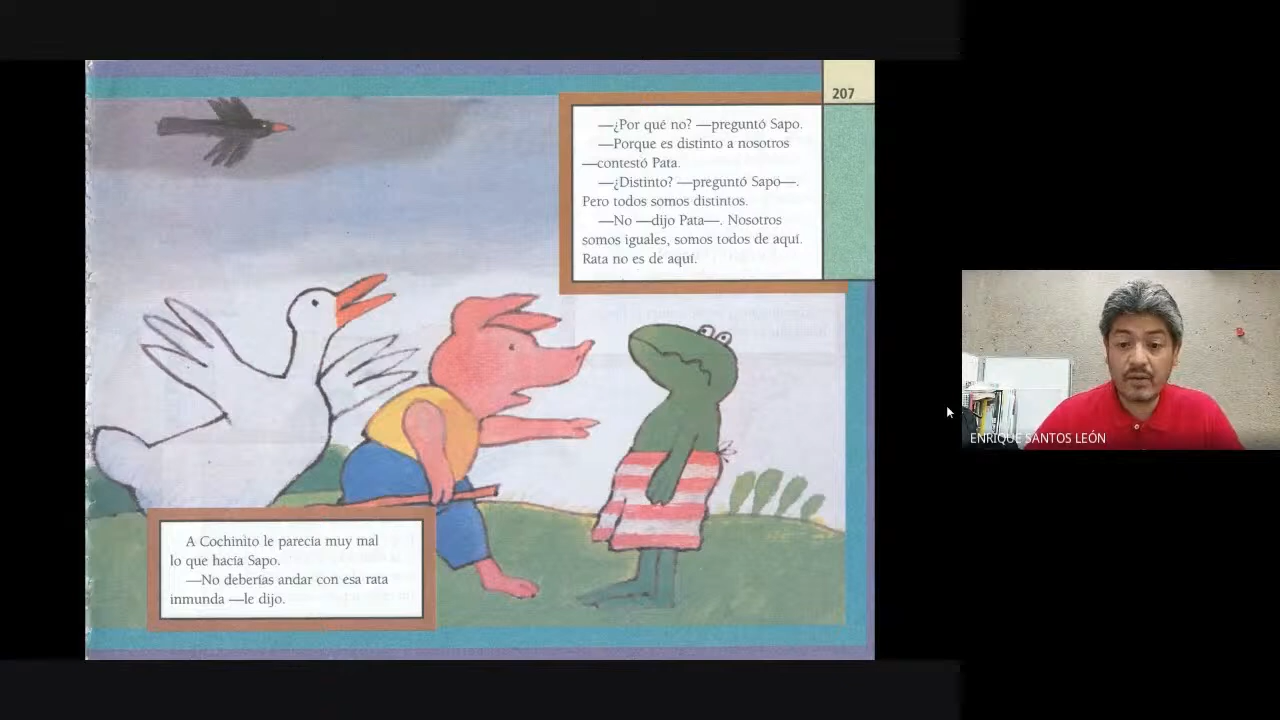 A Cochinito le parecía muy mal
lo que hacía Sapo.
—No deberías andar con esa rata
inmunda —le dijo.
207
—¿Por qué no? —preguntó Sapo.
—Porque es distinto a nosotros
—contestó Pata.
—¿Distinto? —preguntó Sapo—.
Pero todos somos distintos.
—No —dijo Pata—. Nosotros
somos iguales, somos todos de aquí.
Rata no es de aquí.
ENRIQUE SANTOS LEÓN